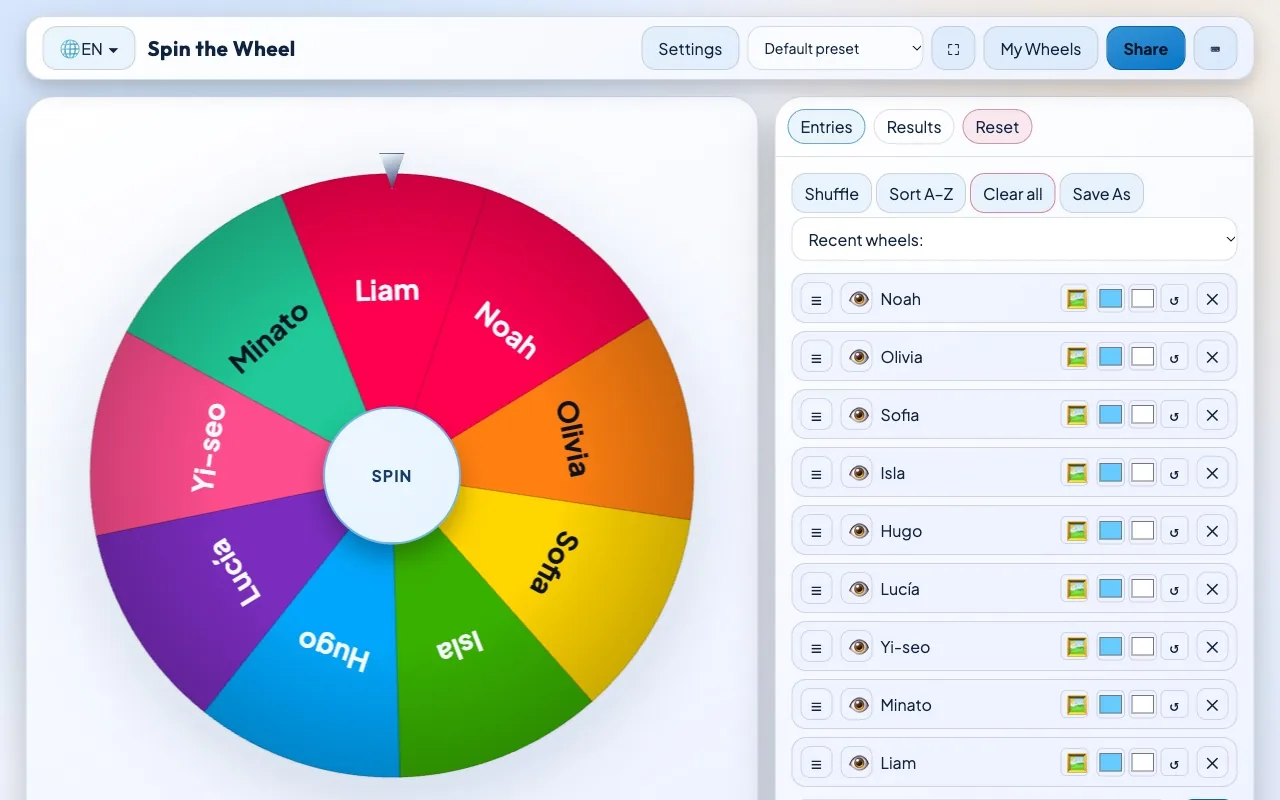 EN
Spin the Wheel
Settings
Default preset
My Wheels
Share
Entries
Results
Reset
Shuffle
Sort A–Z
Clear all
Save As
Recent wheels:
Noah
Olivia
Sofia
Isla
Hugo
Lucía
Yi-seo
Minato
Liam
Liam
Noah
Olivia
Sofia
Isla
Hugo
Lucía
Yi-seo
Minato
SPIN